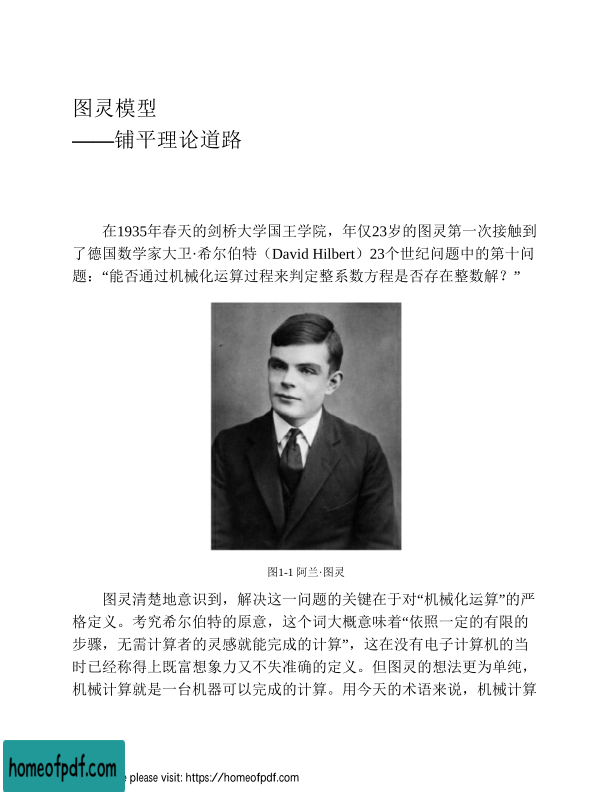 图灵模型
——铺平理论道路
在1935年春天的剑桥大学国王学院，年仅23岁的图灵第一次接触到
了德国数学家大卫·希尔伯特（David Hilbert）23个世纪问题中的第十问
题：“能否通过机械化运算过程来判定整系数方程是否存在整数解？”
图1-1 阿兰·图灵
图灵清楚地意识到，解决这一问题的关键在于对“机械化运算”的严
格定义。考究希尔伯特的原意，这个词大概意味着“依照一定的有限的
步骤，无需计算者的灵感就能完成的计算”，这在没有电子计算机的当
时已经称得上既富想象力又不失准确的定义。但图灵的想法更为单纯，
机械计算就是一台机器可以完成的计算。用今天的术语来说，机械计算
homeofpdf.com
please visit: https://homeofpdf.com